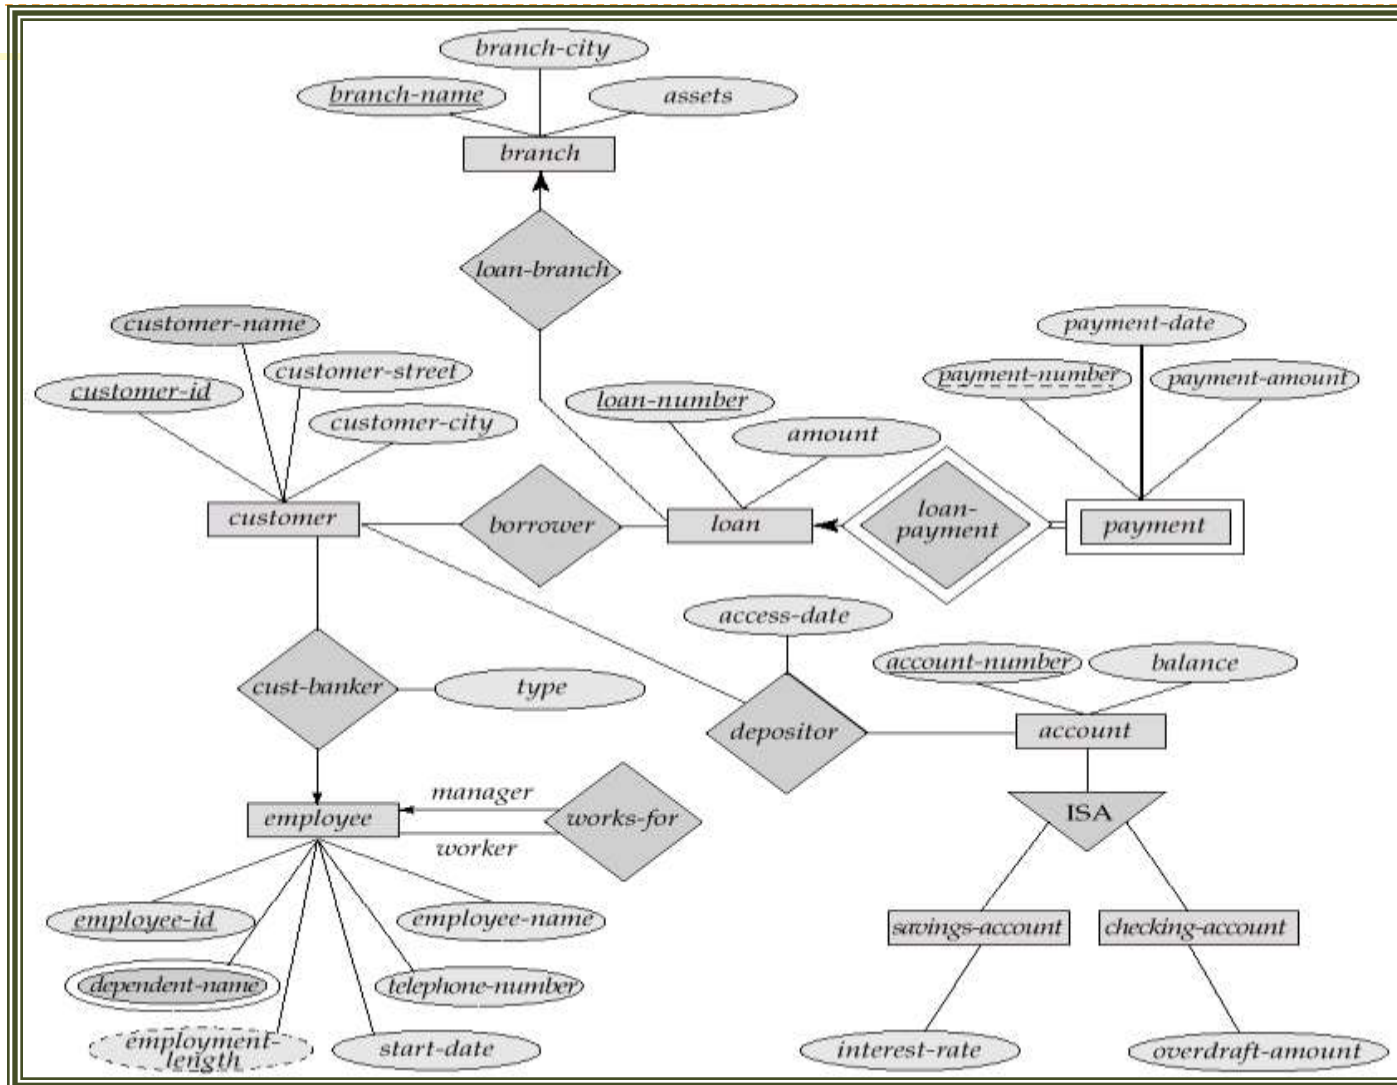 branch-city
branch-name
assets
branch
loan-branch
customer-name
payment-date
customer-street
customer-id
payment-number
payment-amount
loan-number
customer-city
amount
customer
borrower
loan
loan-
payment
payment
access-date
account-number
balance
cust-banker
type
depositor
account
manager
employee
works-for
worker
ISA
employee-id
employee-name
savings-account
checking-account
dependent-name
telephone-number
employment-
length
start-date
interest-rate
overdraft-amount